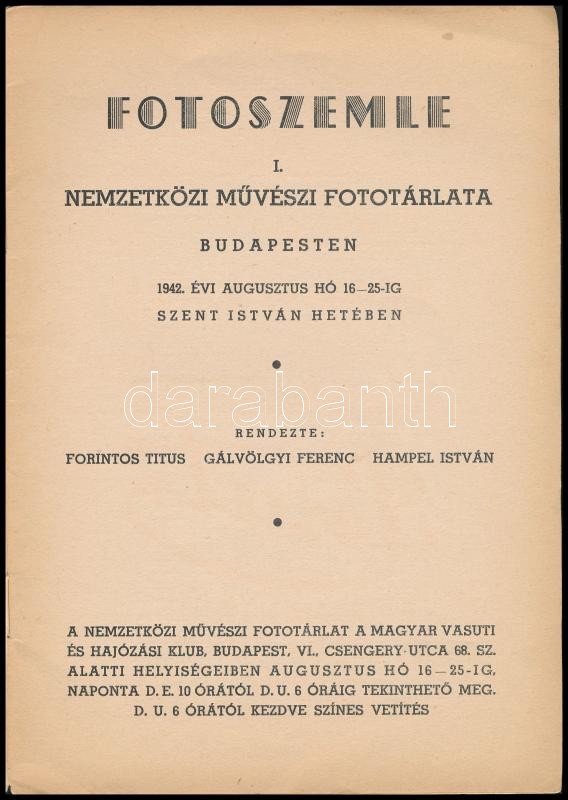 FOTOSZEMLE
I.
NEMZETKÖZI MŰVÉSZI FOTOTÁRLATA
BUDAPESTEN
1942. ÉVI AUGUSZTUS HÓ 16—25-IG
SZENT ISTVÁN HETÉBEN
darabanth
RENDEZTE:
FORINTOS TITUS GÁLVÖLGYI FERENC HAMPEL ISTVÁN
A NEMZETKÖZI MŰVÉSZI FOTOTÁRLAT A MAGYAR VASUTI
ÉS HAJÓZÁSI KLUB, BUDAPEST, VI., CSENGERY-UTCA 68. SZ.
ALATTI HELYISÉGEIBEN AUGUSZTUS HÓ 16—25-IG,
NAPONTA D. E. 10 ÓRÁTÓL D. U. 6 ÓRÁIG TEKINTHETŐ MEG.
D. U. 6 ÓRÁTÓL KEZDVE SZÍNES VETÍTÉS